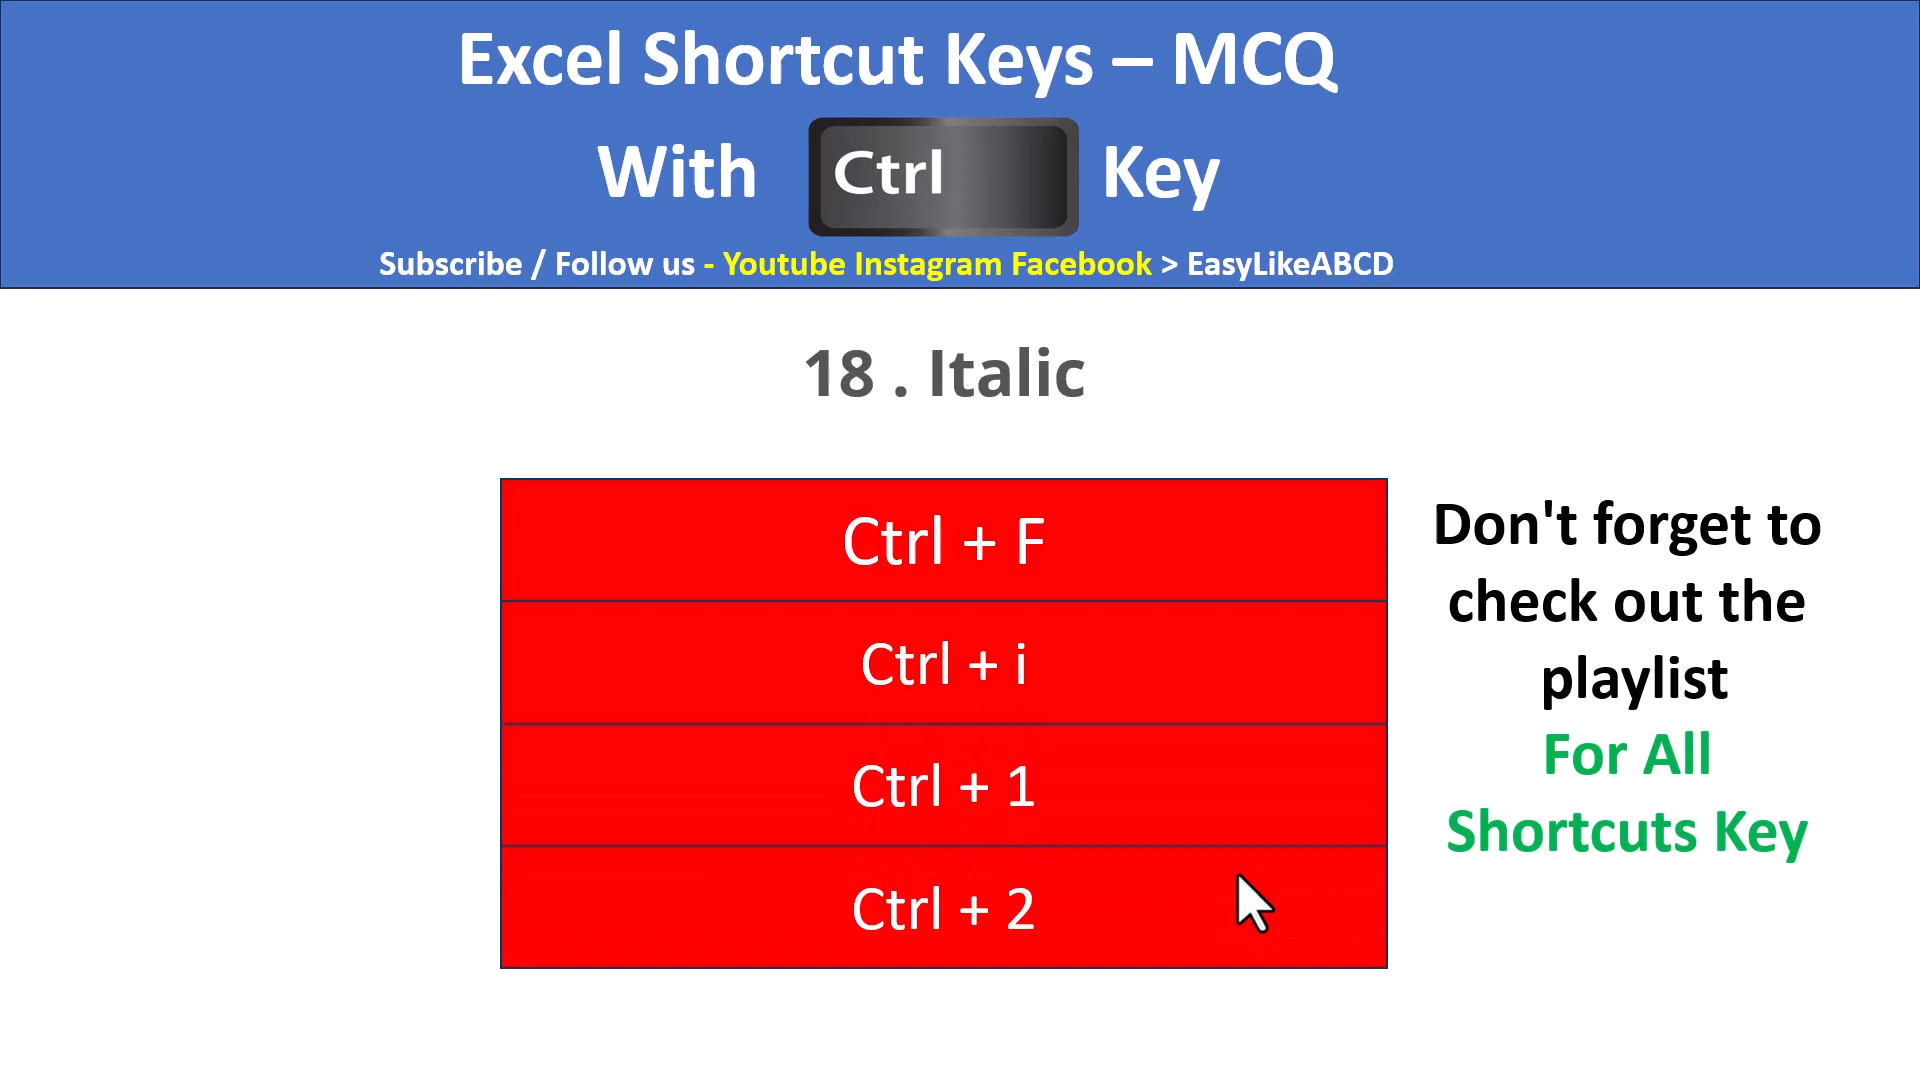 Excel Shortcut Keys – MCQ
With Ctrl Key
Subscribe / Follow us - Youtube Instagram Facebook > EasyLikeABCD
18 . Italic
Ctrl + F
Ctrl + i
Ctrl + 1
Ctrl + 2
Don't forget to
check out the
playlist
For All
Shortcuts Key